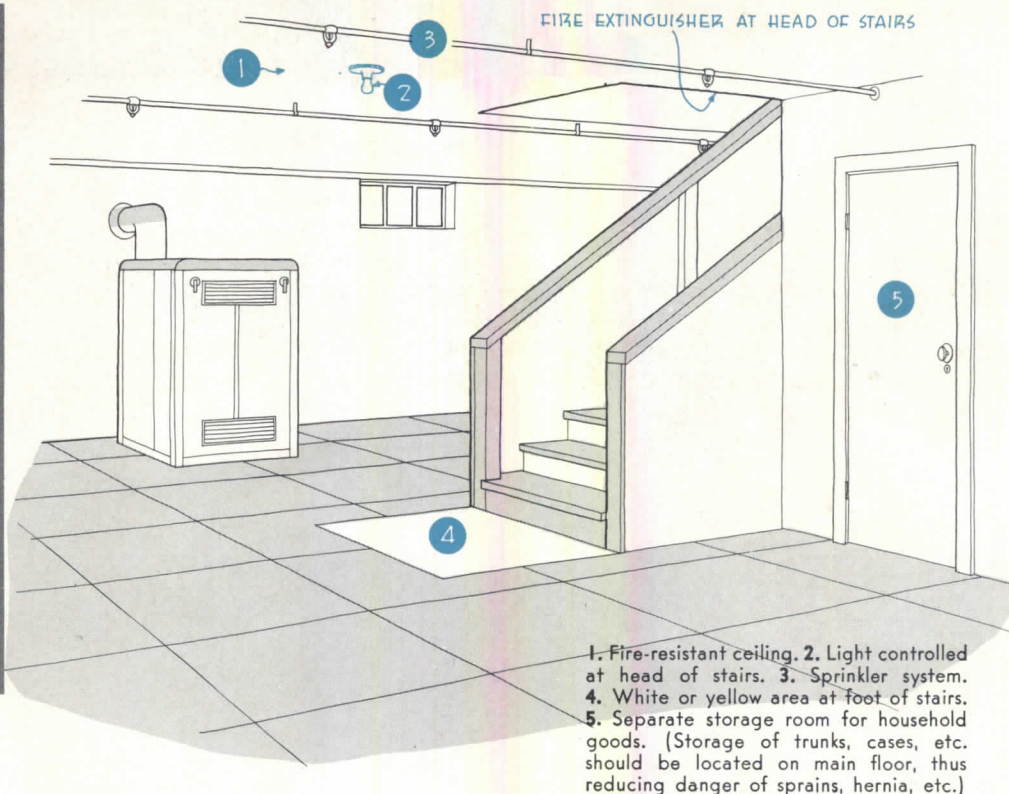 FIRE EXTINGUISHER AT HEAD OF STAIRS
3
1
2
5
4
1. Fire-resistant ceiling. 2. Light controlled
at head of stairs. 3. Sprinkler system.
4. White or yellow area at foot of stairs.
5. Separate storage room for household
goods. (Storage of trunks, cases, etc.
should be located on main floor, thus
reducing danger of sprains, hernia, etc.)